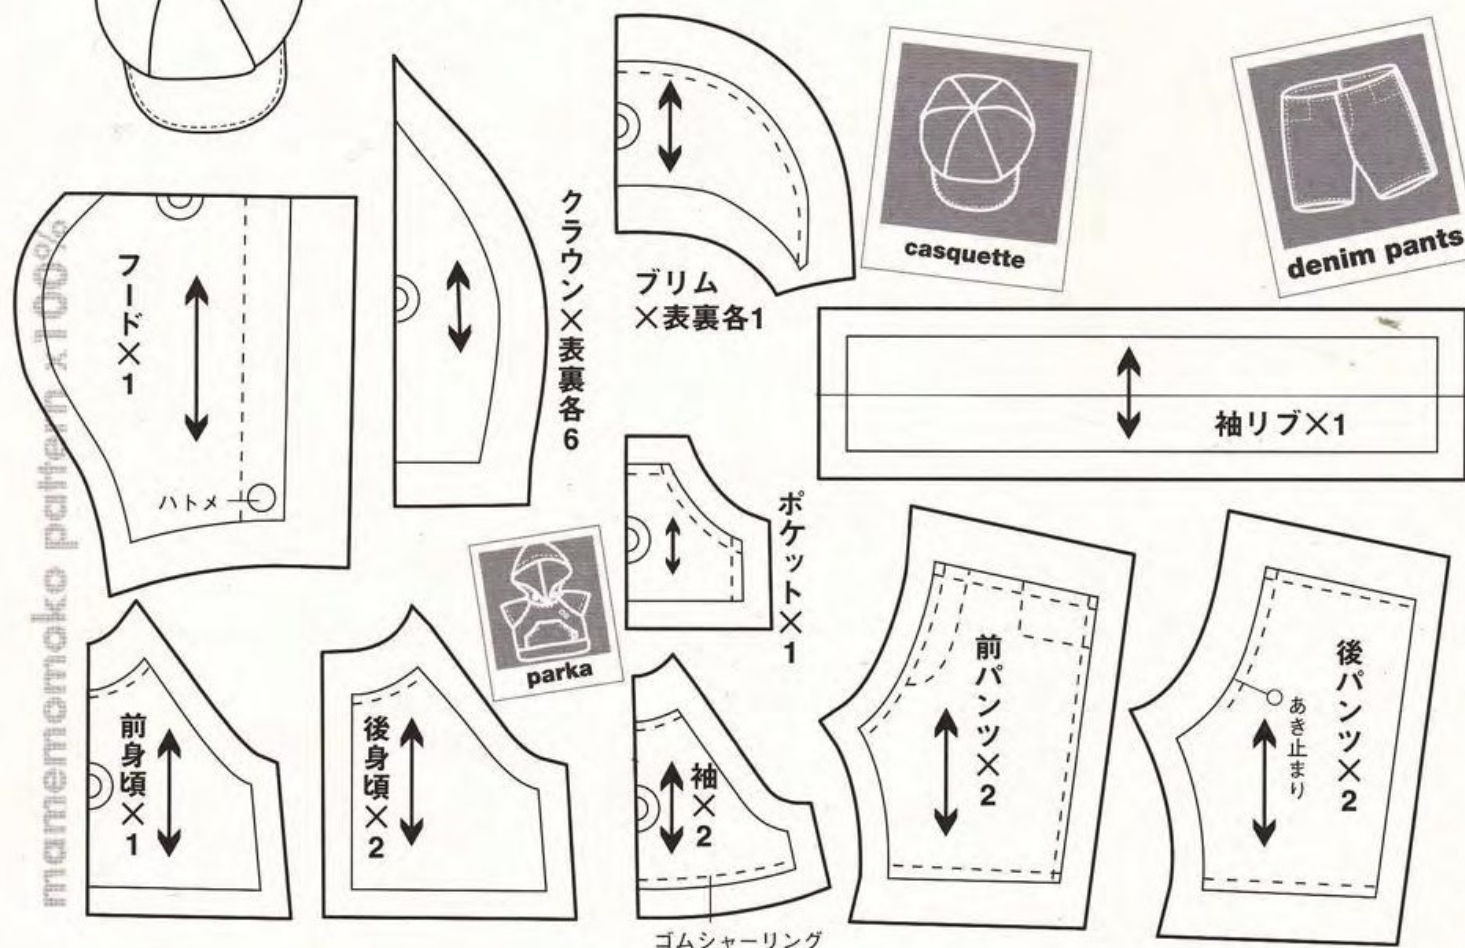 mamemomoko pattern x100%
フード×1
ハトメ
クラウン×表裏各6
ブリム
×表裏各1
casquette
denim pants
袖リブ×1
ポケット×1
parka
前身頃×1
後身頃×2
袖×2
ゴムシャーリング
前パンツ×2
後パンツ×2
あき止まり